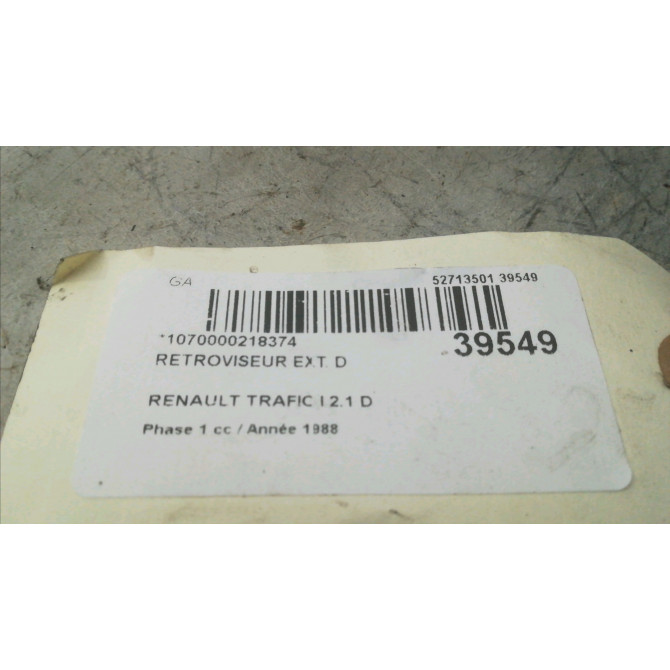 GA 52713501 39549
*1070000218374 39549
RETROVISEUR EXT. D
RENAULT TRAFIC I 2.1 D
Phase 1 cc / Année 1988